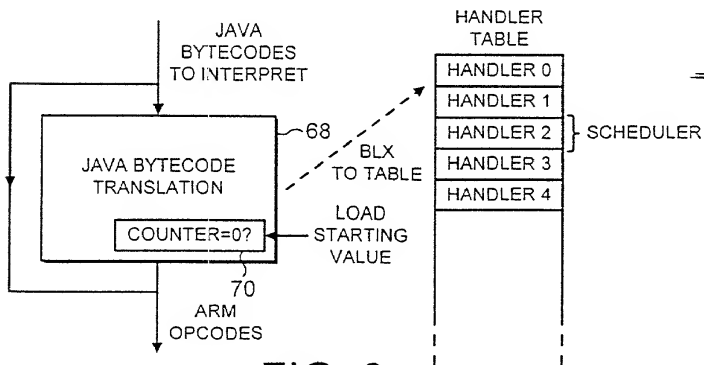 JAVA
BYTECODES
TO INTERPRET
68
JAVA BYTECODE
TRANSLATION
COUNTER=0?
70
ARM
OPCODES
BLX
TO TABLE
LOAD
STARTING
VALUE
HANDLER
TABLE
HANDLER 0
HANDLER 1
HANDLER 2
HANDLER 3
HANDLER 4
SCHEDULER